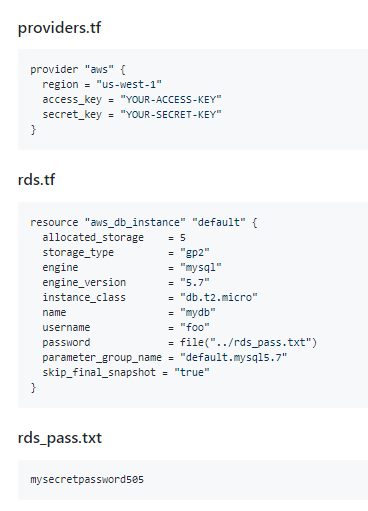 providers.tf
provider "aws" {
  region = "us-west-1"
  access_key = "YOUR-ACCESS-KEY"
  secret_key = "YOUR-SECRET-KEY"
}
rds.tf
resource "aws_db_instance" "default" {
  allocated_storage    = 5
  storage_type         = "gp2"
  engine               = "mysql"
  engine_version       = "5.7"
  instance_class       = "db.t2.micro"
  name                 = "mydb"
  username             = "foo"
  password             = file("../rds_pass.txt")
  parameter_group_name = "default.mysql5.7"
  skip_final_snapshot = "true"
}
rds_pass.txt
mysecretpassword505